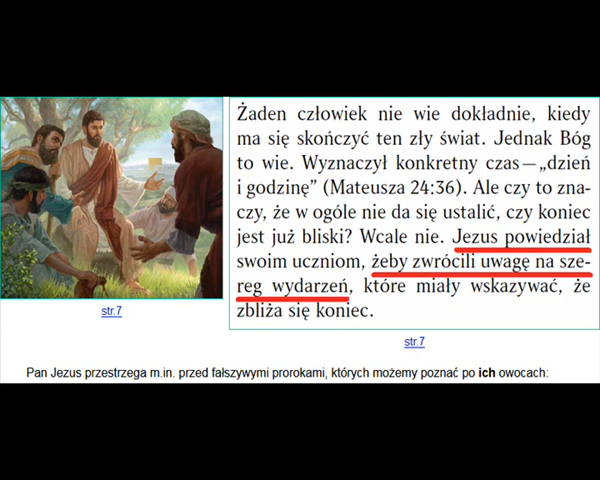 Żaden człowiek nie wie dokładnie, kiedy
ma się skończyć ten zły świat. Jednak Bóg
to wie. Wyznaczył konkretny czas — „dzień
i godzinę” (Mateusza 24:36). Ale czy to zna-
czy, że w ogóle nie da się ustalić, czy koniec
jest już bliski? Wcale nie. Jezus powiedział
swoim uczniom, żeby zwrócili uwagę na sze-
reg wydarzeń, które miały wskazywać, że
zbliża się koniec.
str.7
str.7
Pan Jezus przestrzega m.in. przed fałszywymi prorokami, których możemy poznać po ich owocach: